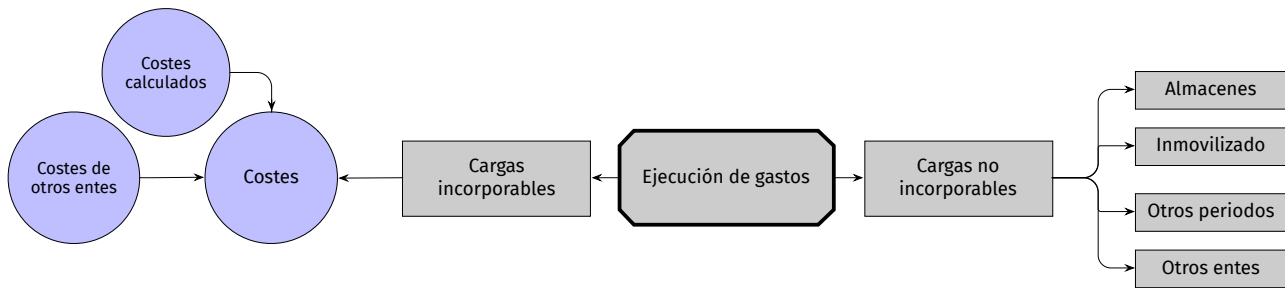 Costes
calculados
Costes de
otros entes
Costes
Cargas
incorporables
Ejecución de gastos
Cargas no
incorporables
Almacenes
Inmovilizado
Otros periodos
Otros entes